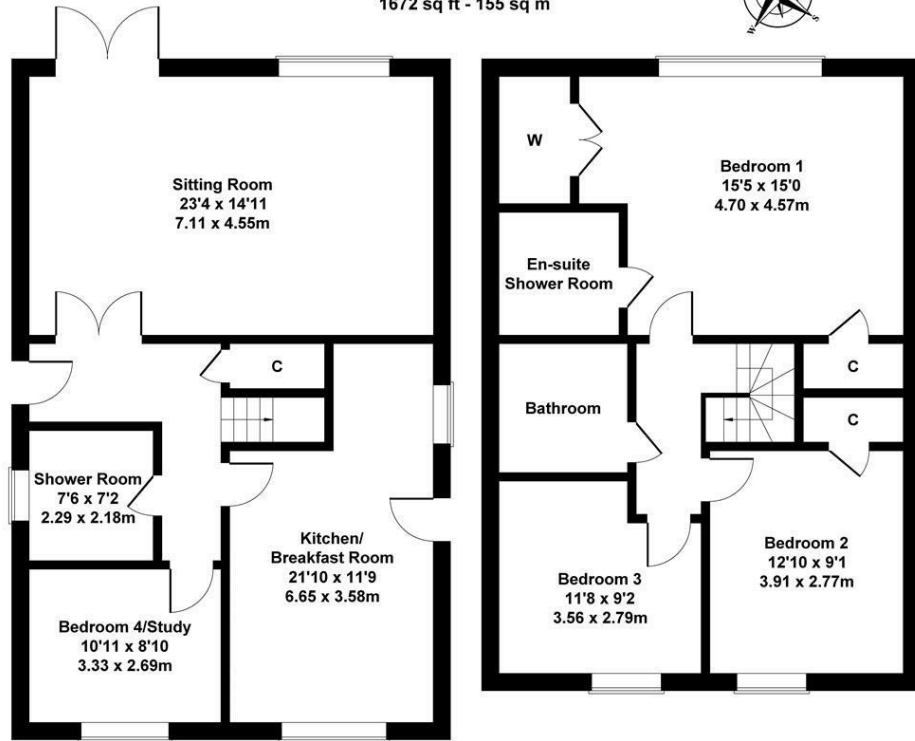 1672 sq ft - 155 sq m
W
S
Sitting Room
23'4 x 14'11
7.11 x 4.55m
C
Shower Room
7'6 x 7'2
2.29 x 2.18m
Kitchen/
Breakfast Room
21'10 x 11'9
6.65 x 3.58m
Bedroom 4/Study
10'11 x 8'10
3.33 x 2.69m
W
Bedroom 1
15'5 x 15'0
4.70 x 4.57m
En-suite
Shower Room
C
C
Bathroom
Bedroom 2
12'10 x 9'1
3.91 x 2.77m
Bedroom 3
11'8 x 9'2
3.56 x 2.79m